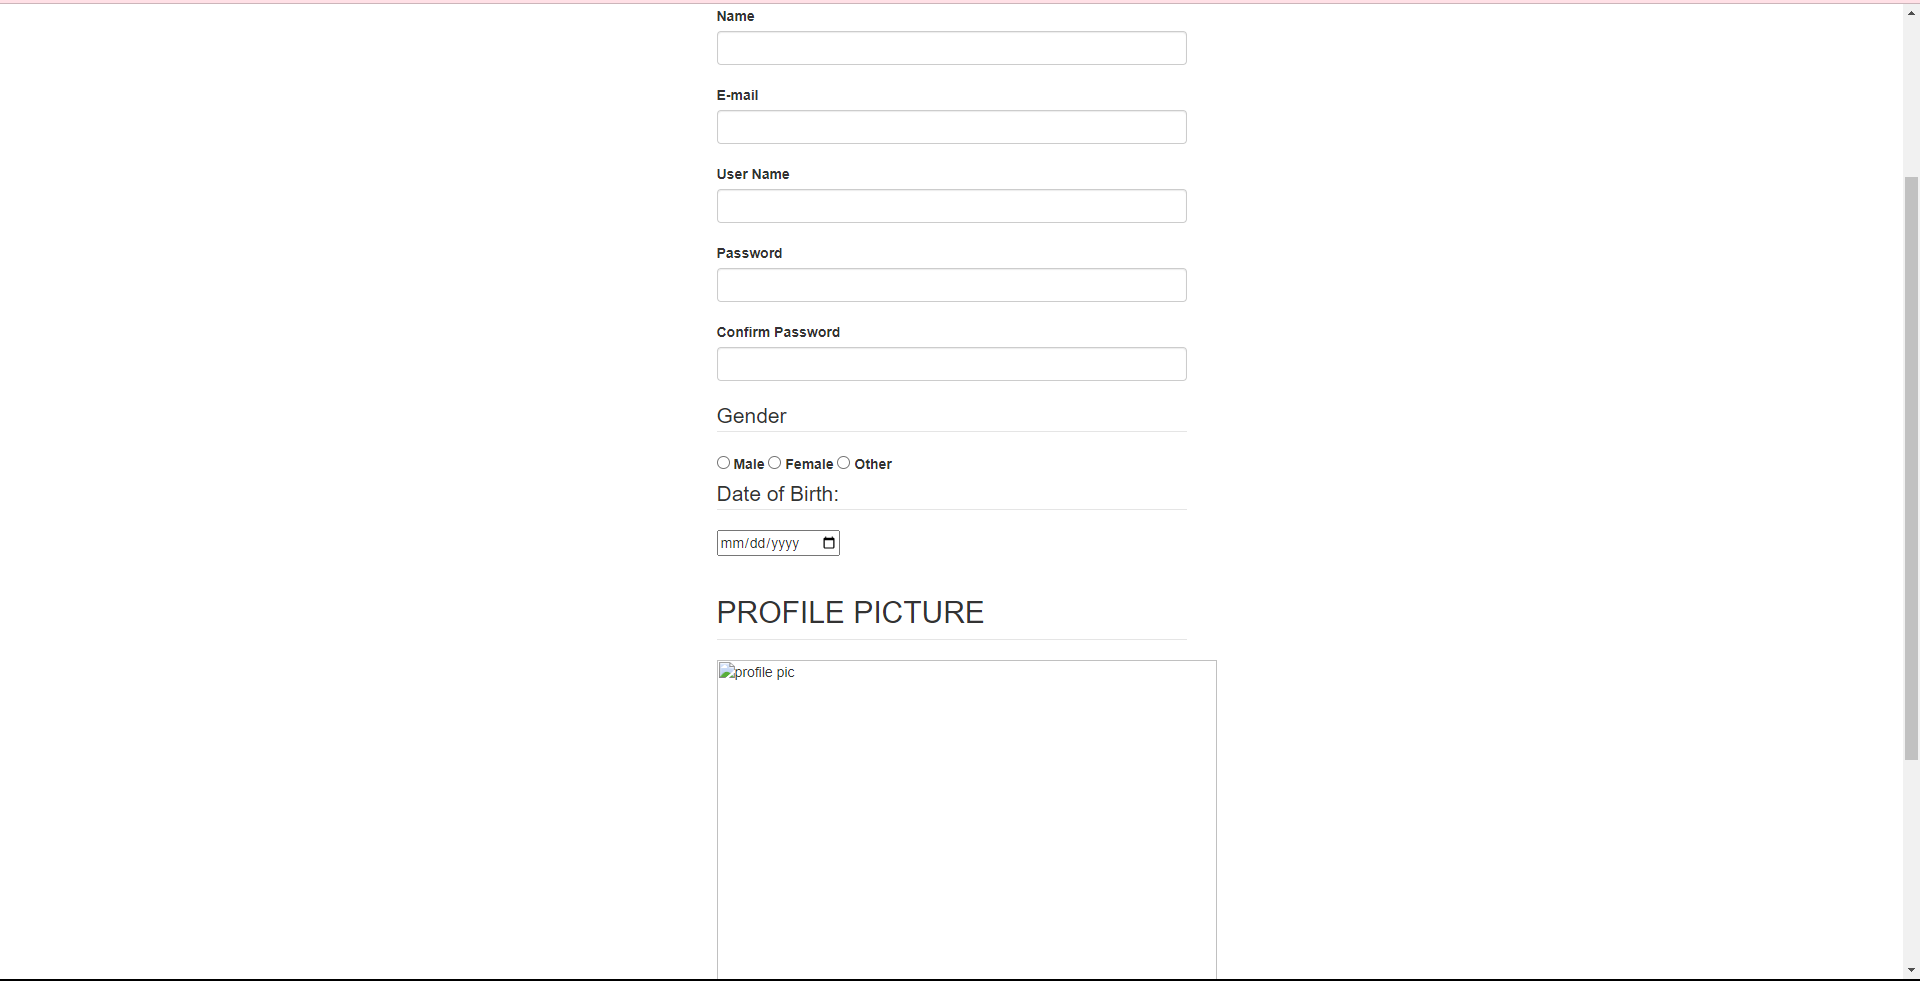 Name
E-mail
User Name
Password
Confirm Password
Gender
Male Female Other
Date of Birth:
mm/dd/yyyy
PROFILE PICTURE
profile pic